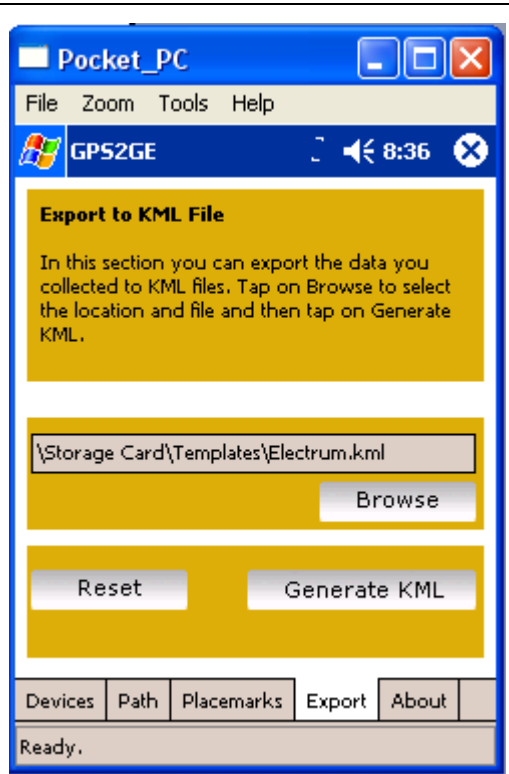 Pocket_PC
File Zoom Tools Help
GPS2GE 8:36
Export to KML File
In this section you can export the data you
collected to KML files. Tap on Browse to select
the location and file and then tap on Generate
KML.
\Storage Card\Templates\Electrum.kml
Browse
Reset Generate KML
Devices Path Placemarks Export About
Ready.